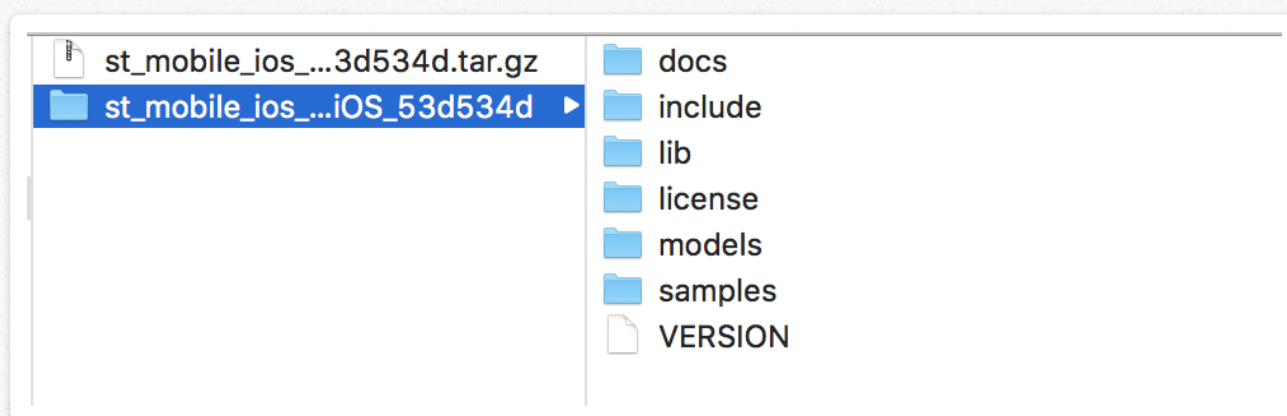 st_mobile_ios_...3d534d.tar.gz
st_mobile_ios_...iOS_53d534d
docs
include
lib
license
models
samples
VERSION